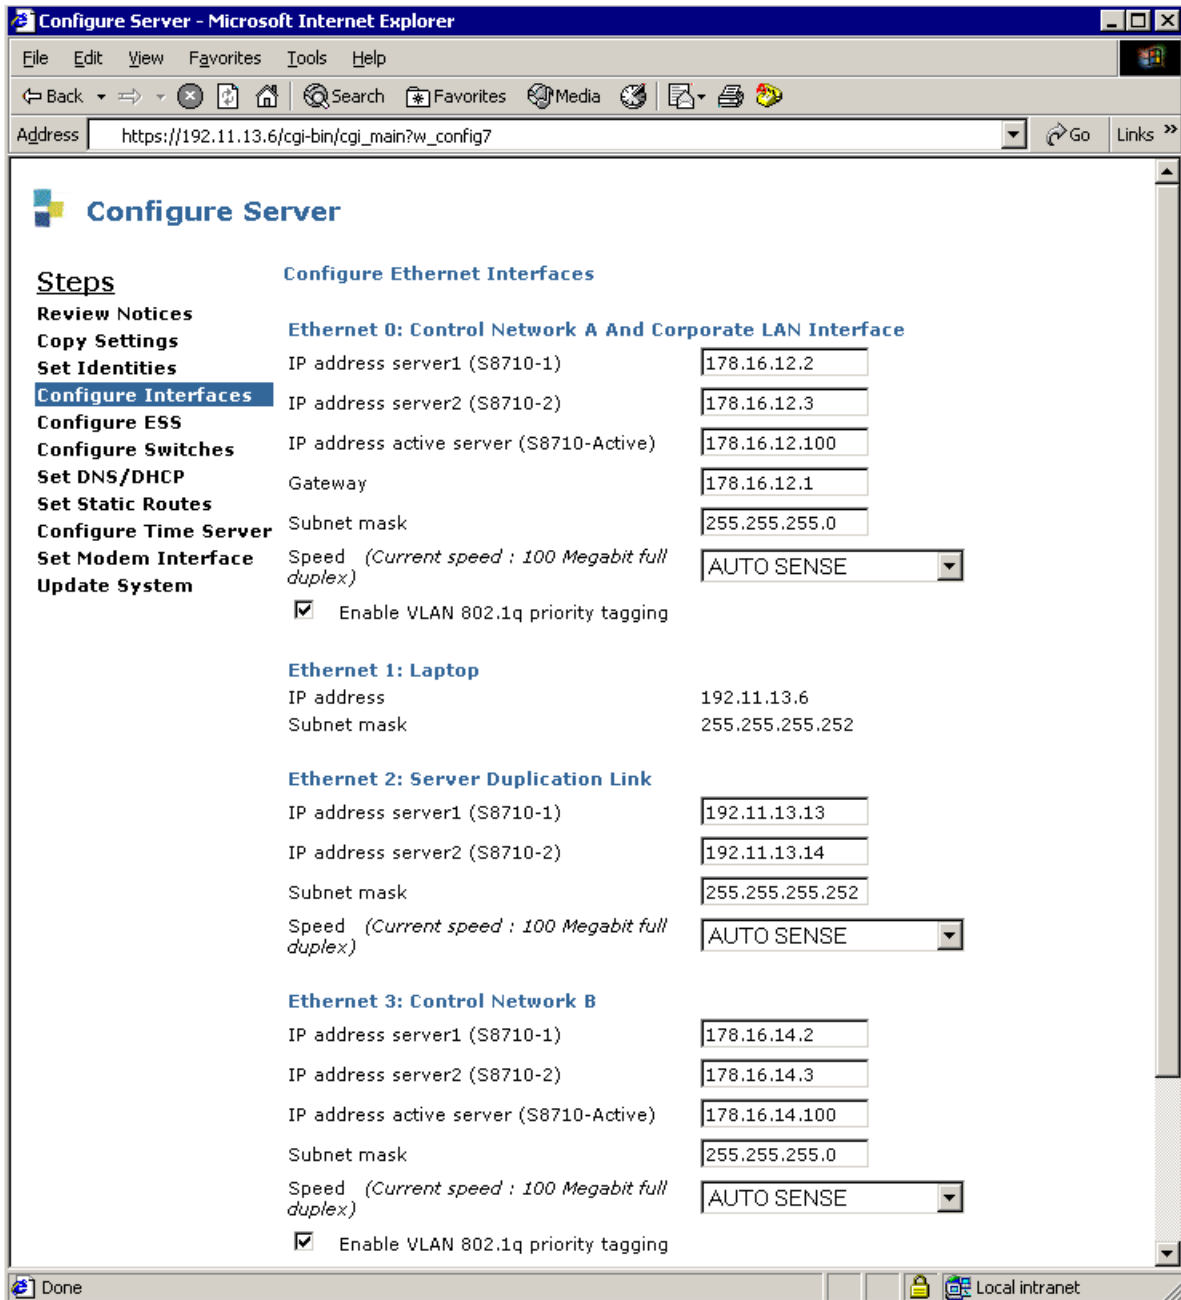 Configure Server - Microsoft Internet Explorer
File Edit View Favorites Tools Help
Back Search Favorites Media
Address https://192.11.13.6/cgi-bin/cgi_main?w_config7 Go Links »
Configure Server
Steps
Review Notices
Copy Settings
Set Identities
Configure Interfaces
Configure ESS
Configure Switches
Set DNS/DHCP
Set Static Routes
Configure Time Server
Set Modem Interface
Update System
Configure Ethernet Interfaces
Ethernet 0: Control Network A And Corporate LAN Interface
IP address server1 (S8710-1) 178.16.12.2
IP address server2 (S8710-2) 178.16.12.3
IP address active server (S8710-Active) 178.16.12.100
Gateway 178.16.12.1
Subnet mask 255.255.255.0
Speed (Current speed : 100 Megabit full
duplex) AUTO SENSE
Enable VLAN 802.1q priority tagging
Ethernet 1: Laptop
IP address 192.11.13.6
Subnet mask 255.255.255.252
Ethernet 2: Server Duplication Link
IP address server1 (S8710-1) 192.11.13.13
IP address server2 (S8710-2) 192.11.13.14
Subnet mask 255.255.255.252
Speed (Current speed : 100 Megabit full
duplex) AUTO SENSE
Ethernet 3: Control Network B
IP address server1 (S8710-1) 178.16.14.2
IP address server2 (S8710-2) 178.16.14.3
IP address active server (S8710-Active) 178.16.14.100
Subnet mask 255.255.255.0
Speed (Current speed : 100 Megabit full
duplex) AUTO SENSE
Enable VLAN 802.1q priority tagging
Done Local intranet